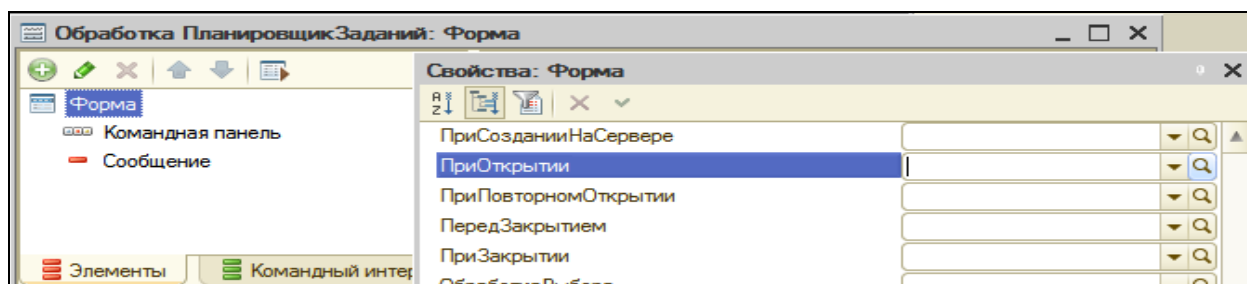 Обработка ПланировщикЗаданий: Форма
Свойства: Форма
Форма
Командная панель
Сообщение
ПриСозданииНаСервере
ПриОткрытии
ПриПовторномОткрытии
ПередЗакрытием
ПриЗакрытии
Элементы
Командный интер